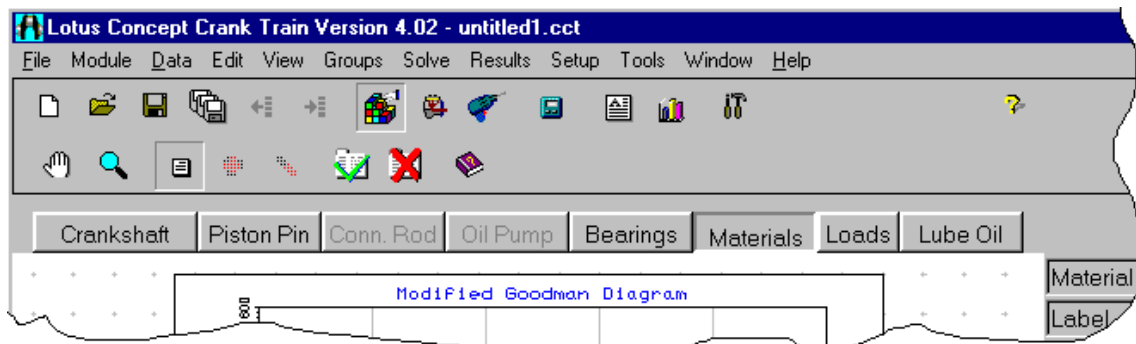 Lotus Concept Crank Train Version 4.02 - untitled1.cct
File Module Data Edit View Groups Solve Results Setup Tools Window Help
Crankshaft Piston Pin Conn. Rod Oil Pump Bearings Materials Loads Lube Oil
Modified Goodman Diagram
Material
Label